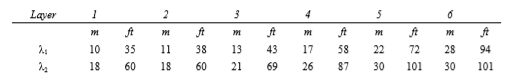 Layer 1 2 3 4 5 6
m ft m ft m ft m ft m ft m ft
λ₁ 10 35 11 38 13 43 17 58 22 72 28 94
λ₂ 18 60 18 60 21 69 26 87 30 101 30 101